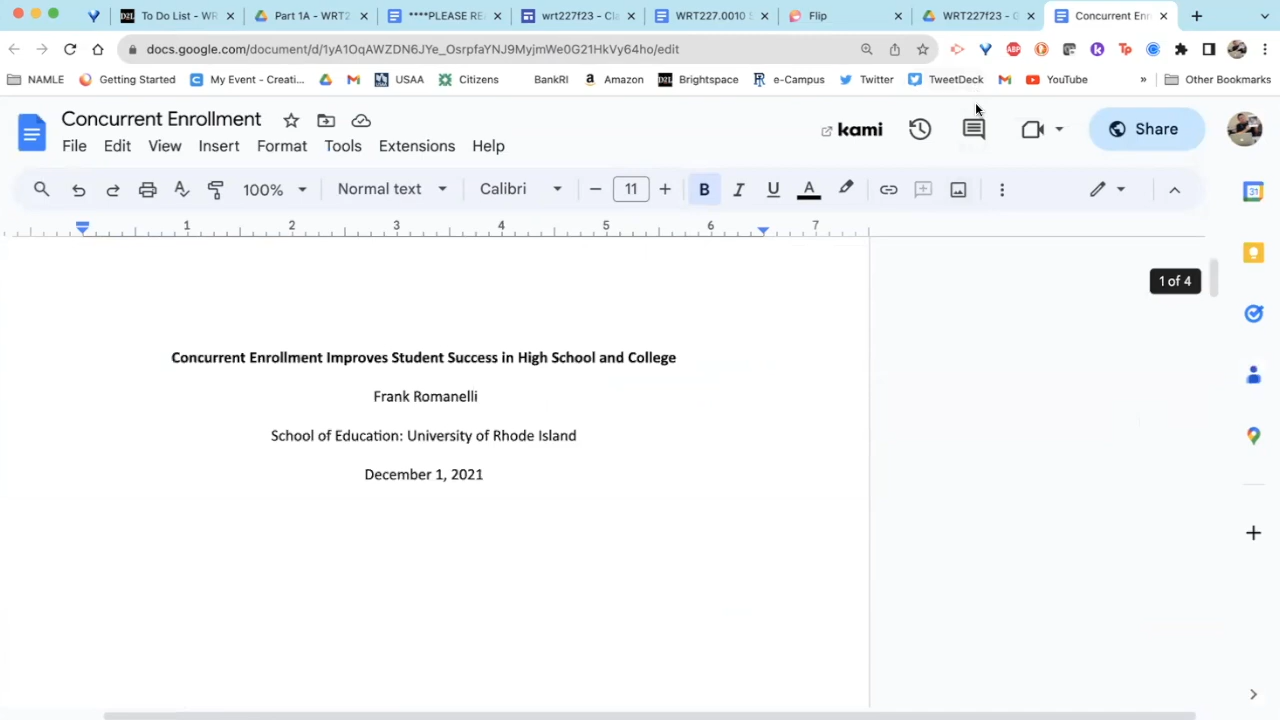 To Do List - WR
Part 1A - WRT2
****PLEASE RE
wrt227f23 - Cla
WRT227.0010 S
Flip
WRT227f23 - G
Concurrent Enr
docs.google.com/document/d/1yA1OqAWZDN6JYe_OsrpfaYNJ9MyjmWe0G21HkVy64ho/edit
NAMLE
Getting Started
My Event - Creati...
USAA
Citizens
BankRI
Amazon
Brightspace
e-Campus
Twitter
TweetDeck
YouTube
»
Other Bookmarks
Concurrent Enrollment
kami
Share
File Edit View Insert Format Tools Extensions Help
100% Normal text Calibri − 11 + B I U A
1 2 3 4 5 6 7
1 of 4
Concurrent Enrollment Improves Student Success in High School and College
Frank Romanelli
School of Education: University of Rhode Island
December 1, 2021